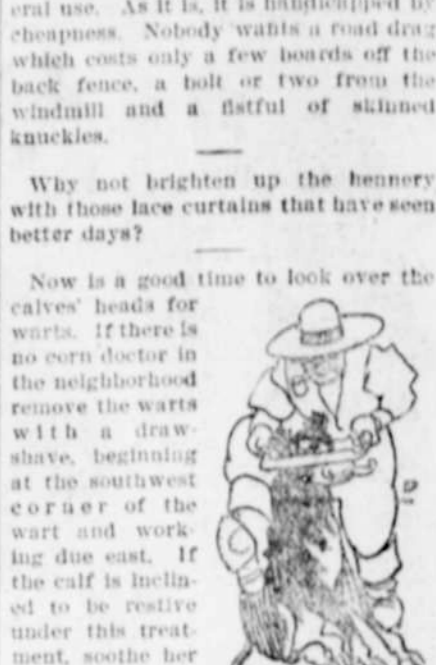 eral use. As it is, it is handicapped by
cheapness. Nobody wants a road drag
which costs only a few boards off the
back fence, a bolt or two from the
windmill and a fistful of skinned
knuckles.
Why not brighten up the hennery
with those lace curtains that have seen
better days?
Now is a good time to look over the
calves' heads for
warts. If there is
no corn doctor in
the neighborhood
remove the warts
with a draw-
shave, beginning
at the southwest
corner of the
wart and work-
ing due east. If
the calf is inclin-
ed to be restive
under this treat-
ment, soothe her